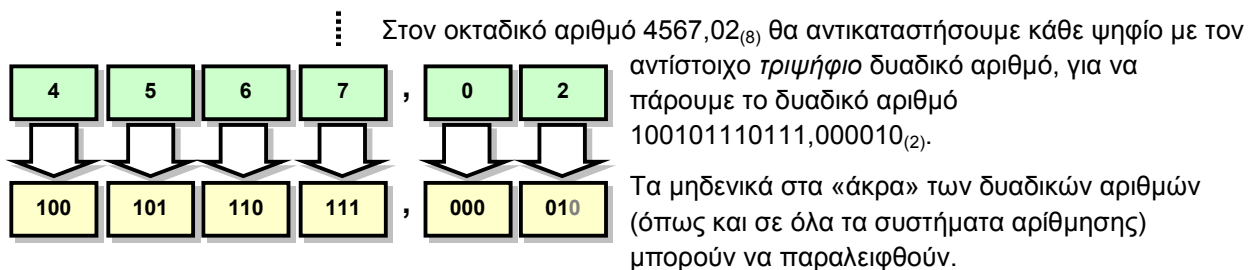 Στον οκταδικό αριθμό 4567,02(8) θα αντικαταστήσουμε κάθε ψηφίο με τον
αντίστοιχο τριψήφιο δυαδικό αριθμό, για να
πάρουμε το δυαδικό αριθμό
100101110111,000010(2).
Τα μηδενικά στα «άκρα» των δυαδικών αριθμών
(όπως και σε όλα τα συστήματα αρίθμησης)
μπορούν να παραλειφθούν.
4 5 6 7 , 0 2
100 101 110 111 , 000 010